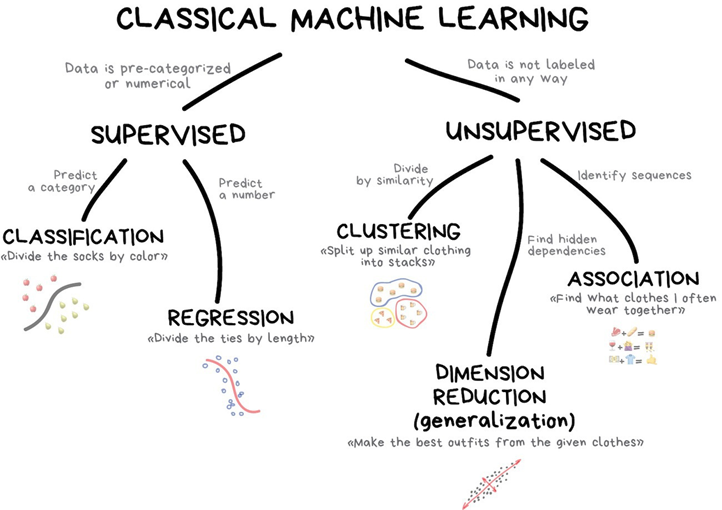 CLASSICAL MACHINE LEARNING
Data is pre-categorized
or numerical
Data is not labeled
in any way
SUPERVISED
UNSUPERVISED
Predict
a category
Predict
a number
Divide
by similarity
Identify sequences
Find hidden
dependencies
CLASSIFICATION
«Divide the socks by color»
REGRESSION
«Divide the ties by length»
CLUSTERING
«Split up similar clothing
into stacks»
ASSOCIATION
«Find what clothes I often
wear together»
DIMENSION
REDUCTION
(generalization)
«Make the best outfits from the given clothes»